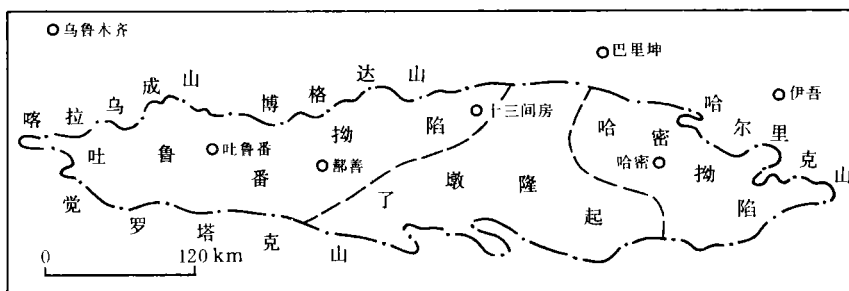 乌鲁木齐
巴里坤
伊吾
喀拉乌成山
博格达山
哈尔里克山
十三间房
吐鲁番拗陷
吐鲁番
鄯善
哈密拗陷
哈密
了墩隆起
觉罗塔克山
0 120 km